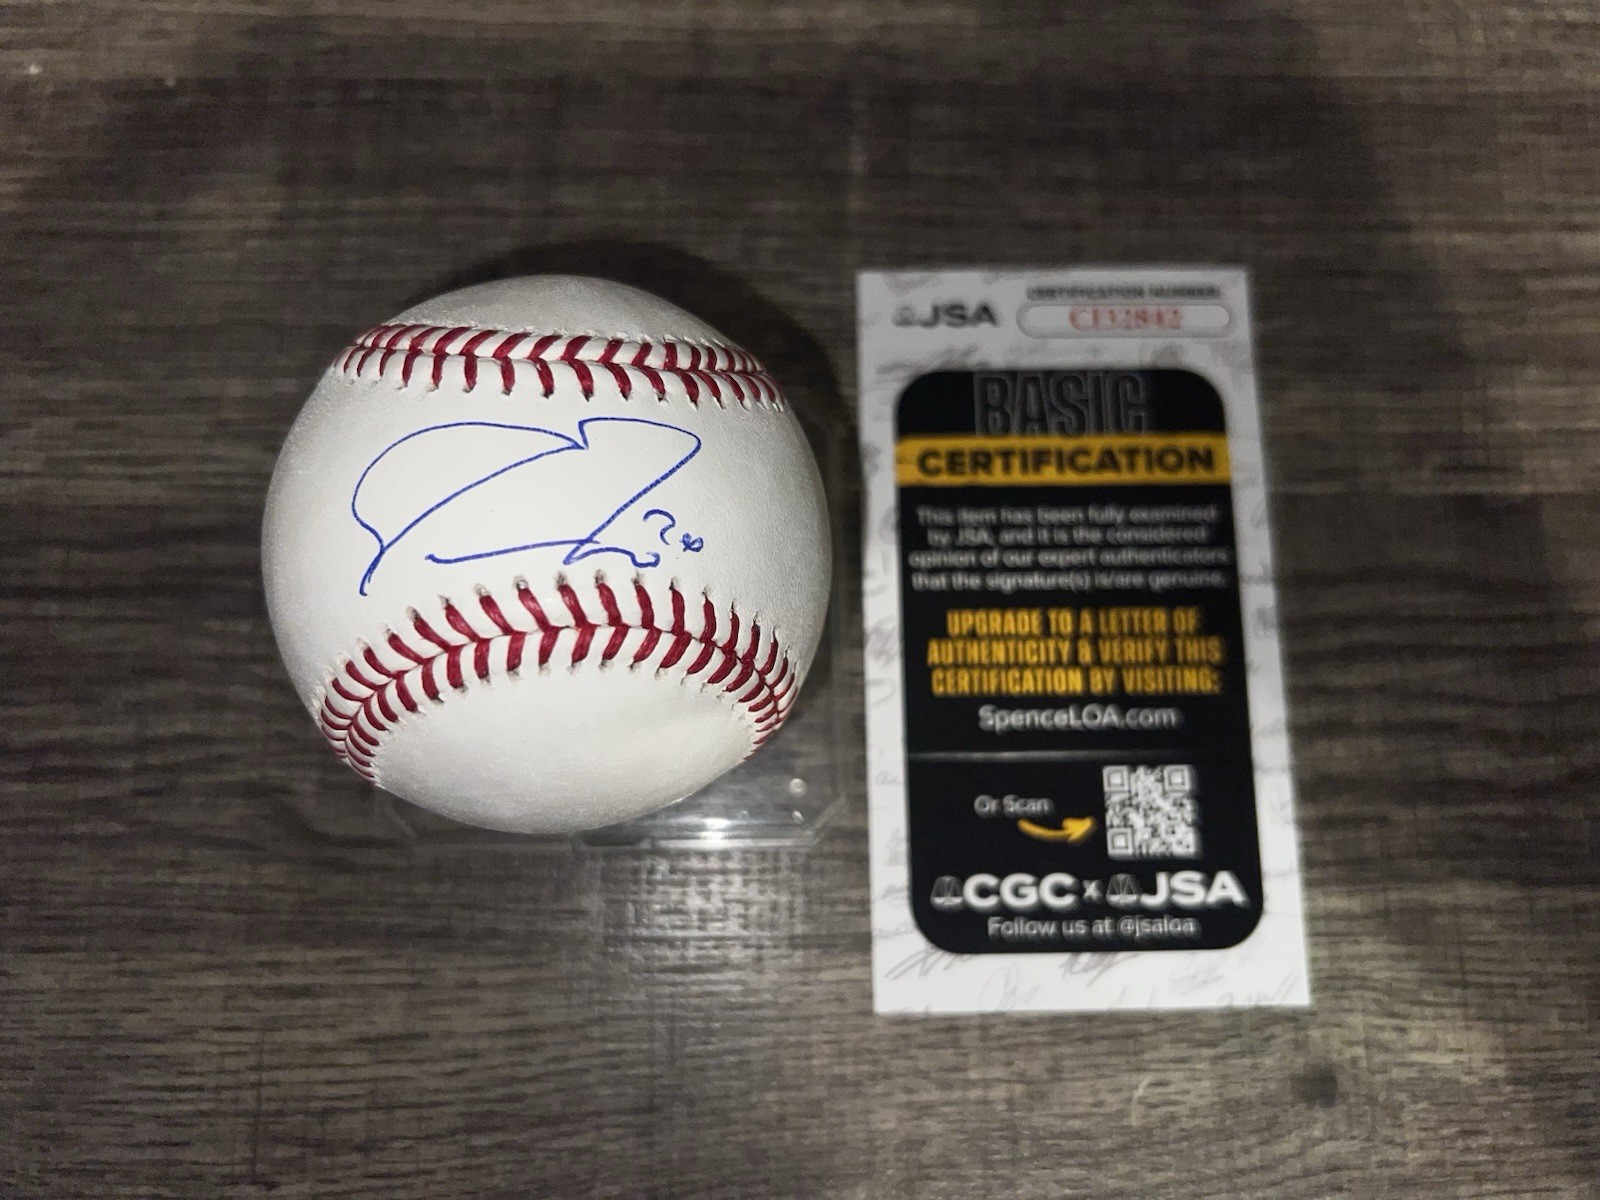 JSA
CERTIFICATION NUMBER:
BASIC
CERTIFICATION
This item has been fully examined
by JSA, and it is the considered
opinion of our expert authenticators
that the signature(s) is/are genuine.
UPGRADE TO A LETTER OF
AUTHENTICITY & VERIFY THIS
CERTIFICATION BY VISITING:
SpenceLOA.com
Or Scan
CGC x JSA
Follow us at @jsaloa